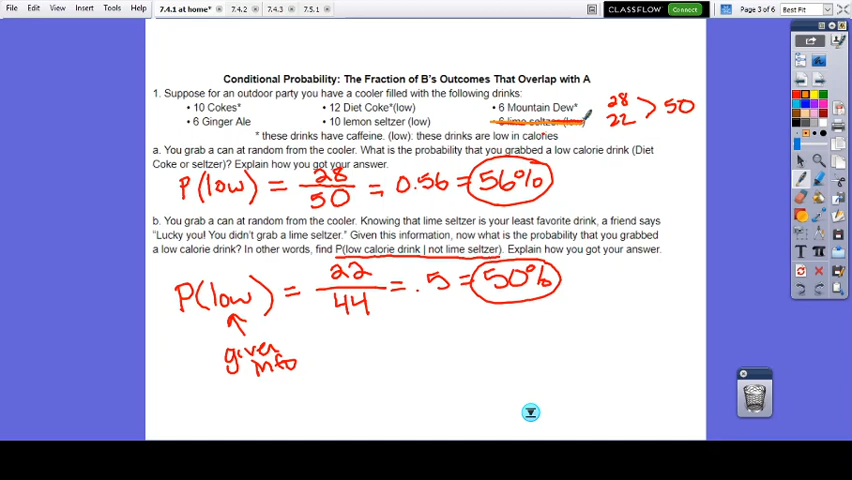 File Edit View Insert Help 7.4.1 at home* 7.4.2 7.4.3 7.5.1 CLASSFLOW Connect Page 3 of 6 Best Fit
Conditional Probability: The Fraction of B's Outcomes That Overlap with A
1. Suppose for an outdoor party you have a cooler filled with the following drinks:
• 10 Cokes* • 12 Diet Coke*(low) • 6 Mountain Dew*
• 6 Ginger Ale • 10 lemon seltzer (low) • 6 lime seltzer (low)
28
22 > 50
* these drinks have caffeine. (low): these drinks are low in calories
a. You grab a can at random from the cooler. What is the probability that you grabbed a low calorie drink (Diet
Coke or seltzer)? Explain how you got your answer.
P(low) = 28/50 = 0.56 = 56%
b. You grab a can at random from the cooler. Knowing that lime seltzer is your least favorite drink, a friend says
"Lucky you! You didn't grab a lime seltzer." Given this information, now what is the probability that you grabbed
a low calorie drink? In other words, find P(low calorie drink | not lime seltzer). Explain how you got your answer.
P(low) = 22/44 = .5 = 50%
given
info